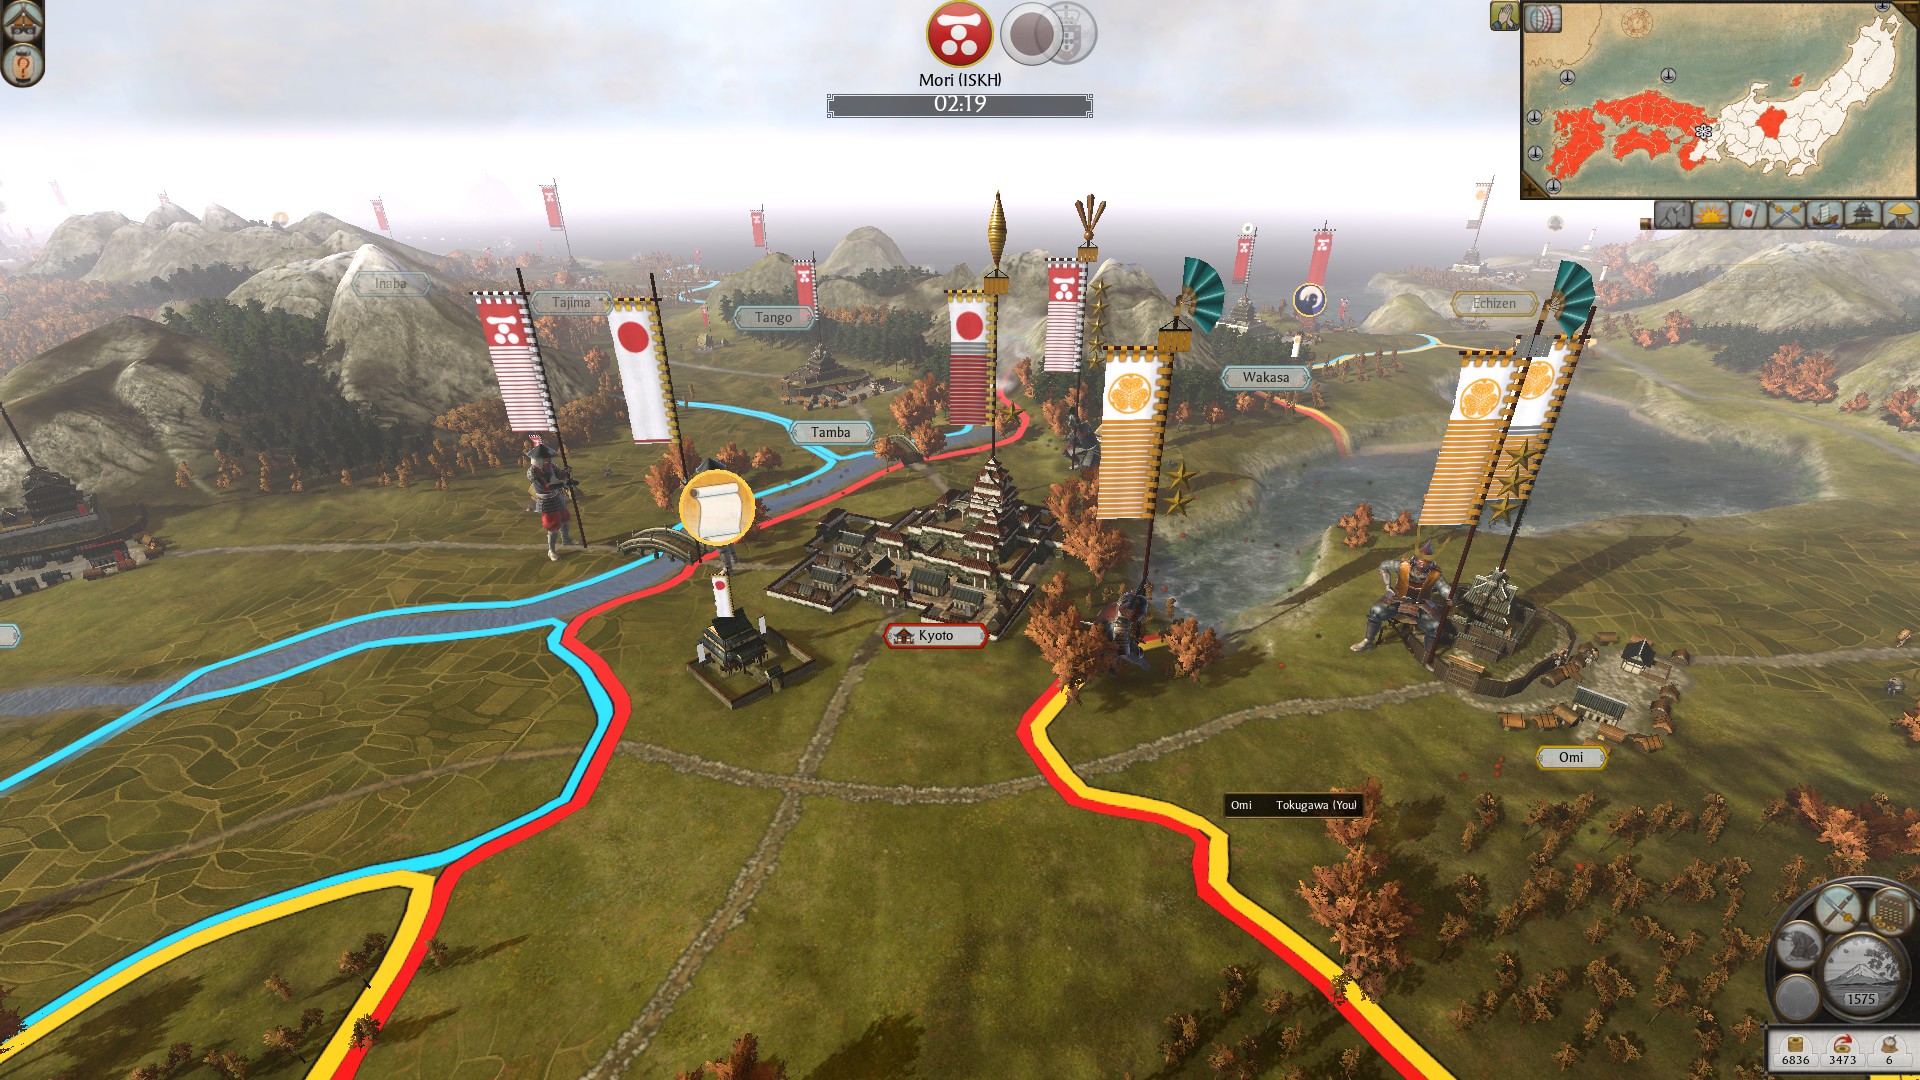 Mori (ISKH)
02:19
Inaba
Tajima
Tango
Echizen
Wakasa
Tamba
Kyoto
Omi
Omi Tokugawa (You)
1575
6836 3473 6